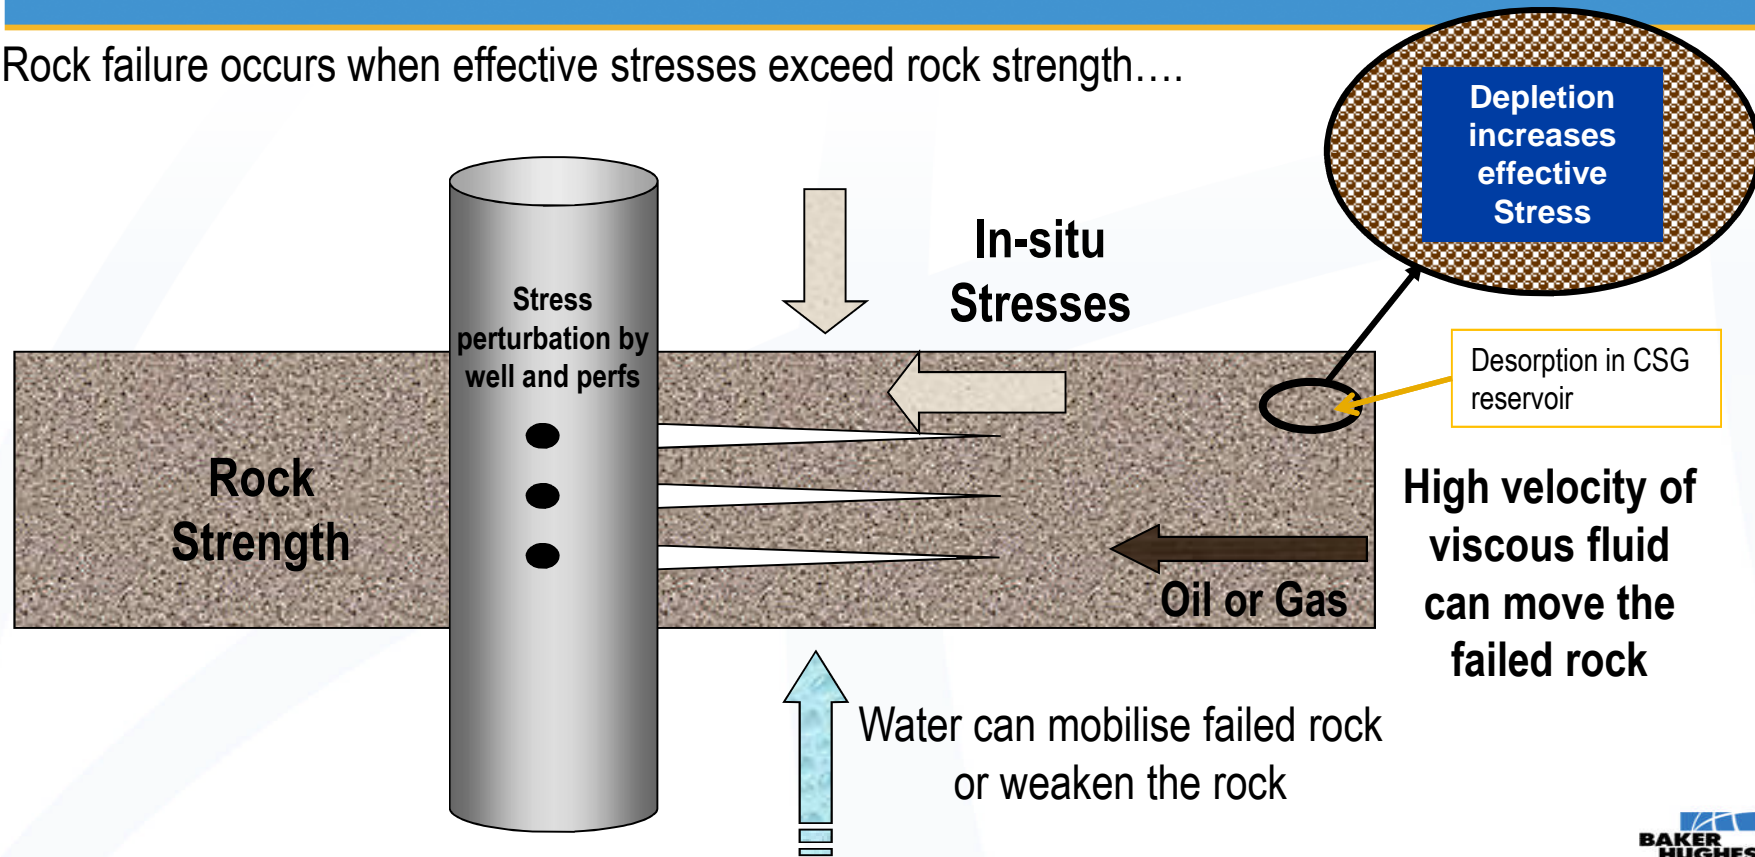 Rock failure occurs when effective stresses exceed rock strength….
Depletion
increases
effective
Stress
In-situ
Stresses
Stress
perturbation by
well and perfs
Desorption in CSG
reservoir
Rock
Strength
High velocity of
viscous fluid
can move the
failed rock
Oil or Gas
Water can mobilise failed rock
or weaken the rock
BAKER
HUGHES